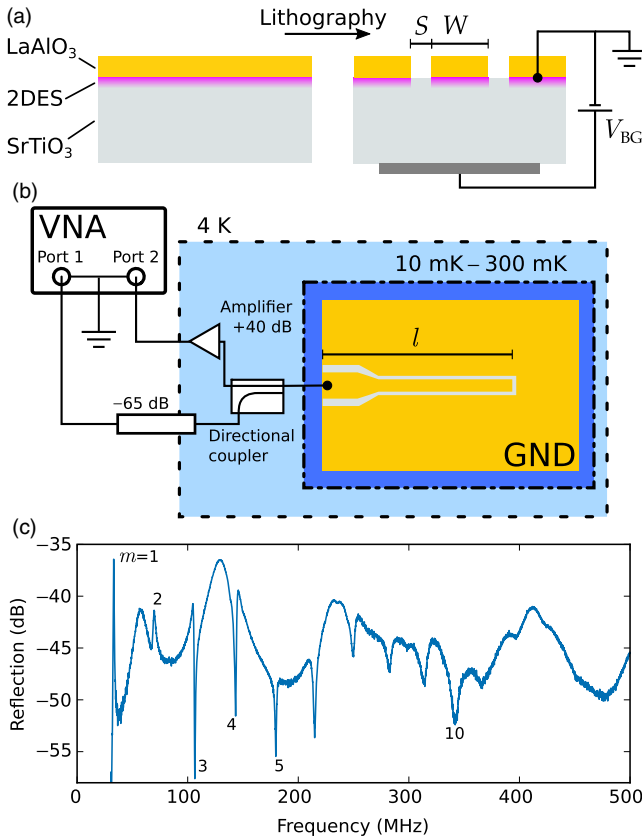 (a)
Lithography
S W
LaAlO₃
2DES
SrTiO₃
V_BG
(b)
VNA
Port 1 Port 2
4 K
10 mK – 300 mK
Amplifier
+40 dB
l
−65 dB
Directional
coupler
GND
(c)
−35
−40
−45
−50
−55
Reflection (dB)
m=1
2
3
4
5
10
0 100 200 300 400 500
Frequency (MHz)